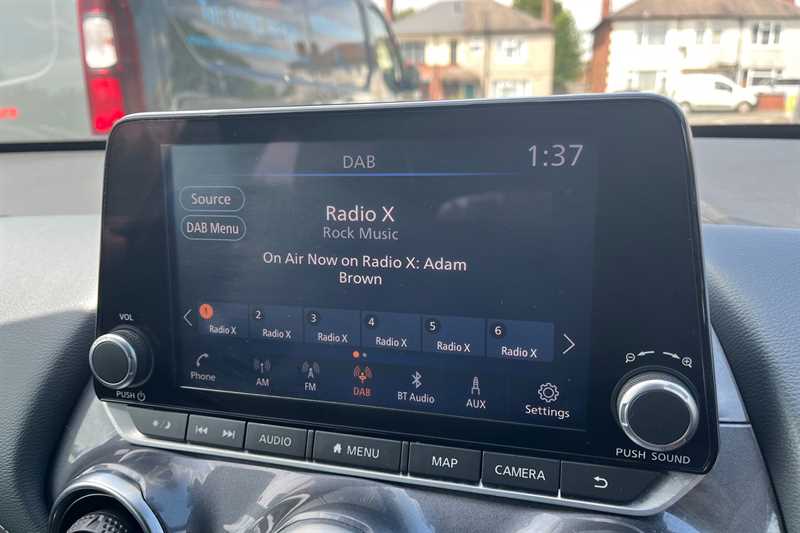 DAB
1:37
Source
DAB Menu
Radio X
Rock Music
On Air Now on Radio X: Adam
Brown
1 Radio X
2 Radio X
3 Radio X
4 Radio X
5 Radio X
6 Radio X
Phone
AM
FM
DAB
BT Audio
AUX
Settings
VOL
PUSH
PUSH SOUND
AUDIO
MENU
MAP
CAMERA